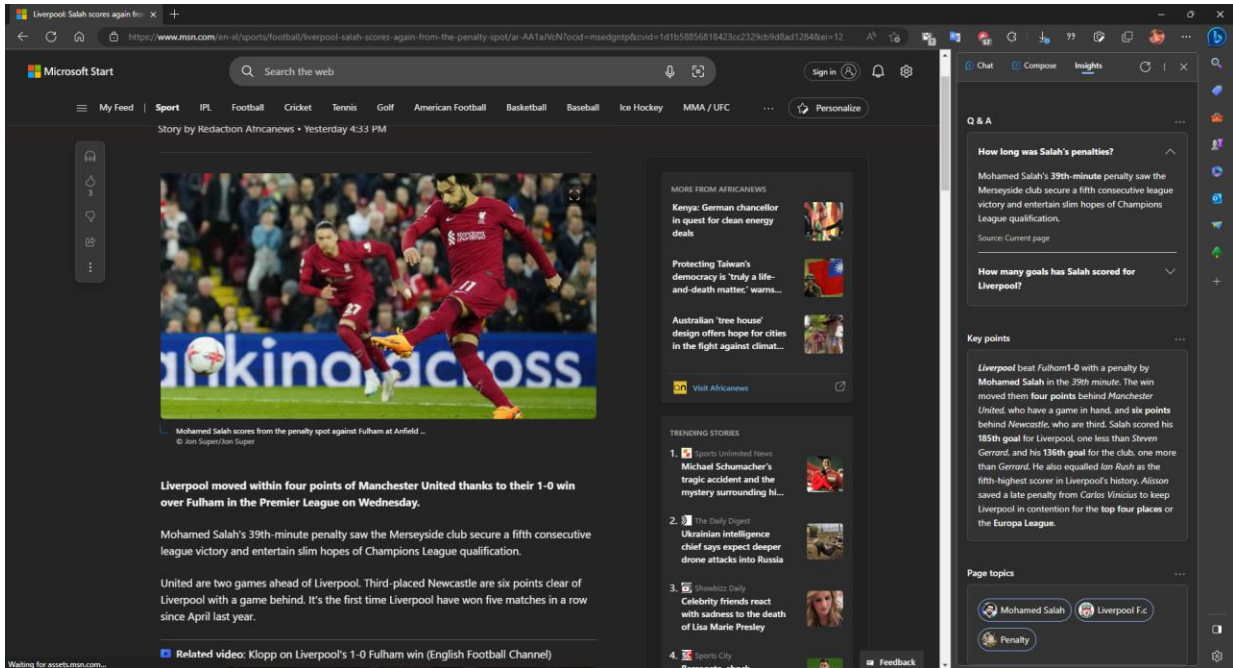 Liverpool: Salah scores again fro
https://www.msn.com/en-xl/sports/football/liverpool-salah-scores-again-from-the-penalty-spot/ar-AA1aJVcN?ocid=msedgntp&cvid=1d1b58856818423cc2329cb9d8ad1284&ei=12
Microsoft Start
Search the web
Sign in
My Feed | Sport IPL Football Cricket Tennis Golf American Football Basketball Baseball Ice Hockey MMA / UFC ... Personalize
Story by Redaction Africanews • Yesterday 4:33 PM
3
standard
chartered
11
27
anking across
Mohamed Salah scores from the penalty spot against Fulham at Anfield ...
© Jon Super/Jon Super
Liverpool moved within four points of Manchester United thanks to their 1-0 win
over Fulham in the Premier League on Wednesday.
Mohamed Salah's 39th-minute penalty saw the Merseyside club secure a fifth consecutive
league victory and entertain slim hopes of Champions League qualification.
United are two games ahead of Liverpool. Third-placed Newcastle are six points clear of
Liverpool with a game behind. It's the first time Liverpool have won five matches in a row
since April last year.
Related video: Klopp on Liverpool's 1-0 Fulham win (English Football Channel)
Waiting for assets.msn.com...
MORE FROM AFRICANEWS
Kenya: German chancellor
in quest for clean energy
deals
Protecting Taiwan's
democracy is 'truly a life-
and-death matter,' warns...
Australian 'tree house'
design offers hope for cities
in the fight against climat...
an Visit Africanews
TRENDING STORIES
1. Sports Unlimited News
Michael Schumacher's
tragic accident and the
mystery surrounding hi...
2. The Daily Digest
Ukrainian intelligence
chief says expect deeper
drone attacks into Russia
3. Showbizz Daily
Celebrity friends react
with sadness to the death
of Lisa Marie Presley
4. Sports City
Feedback
Chat Compose Insights
Q & A
How long was Salah's penalties?
Mohamed Salah's 39th-minute penalty saw the
Merseyside club secure a fifth consecutive league
victory and entertain slim hopes of Champions
League qualification.
Source: Current page
How many goals has Salah scored for
Liverpool?
Key points
Liverpool beat Fulham1-0 with a penalty by
Mohamed Salah in the 39th minute. The win
moved them four points behind Manchester
United, who have a game in hand, and six points
behind Newcastle, who are third. Salah scored his
185th goal for Liverpool, one less than Steven
Gerrard, and his 136th goal for the club, one more
than Gerrard. He also equalled Ian Rush as the
fifth-highest scorer in Liverpool's history. Alisson
saved a late penalty from Carlos Vinicius to keep
Liverpool in contention for the top four places or
the Europa League.
Page topics
Mohamed Salah
Liverpool F.c
Penalty